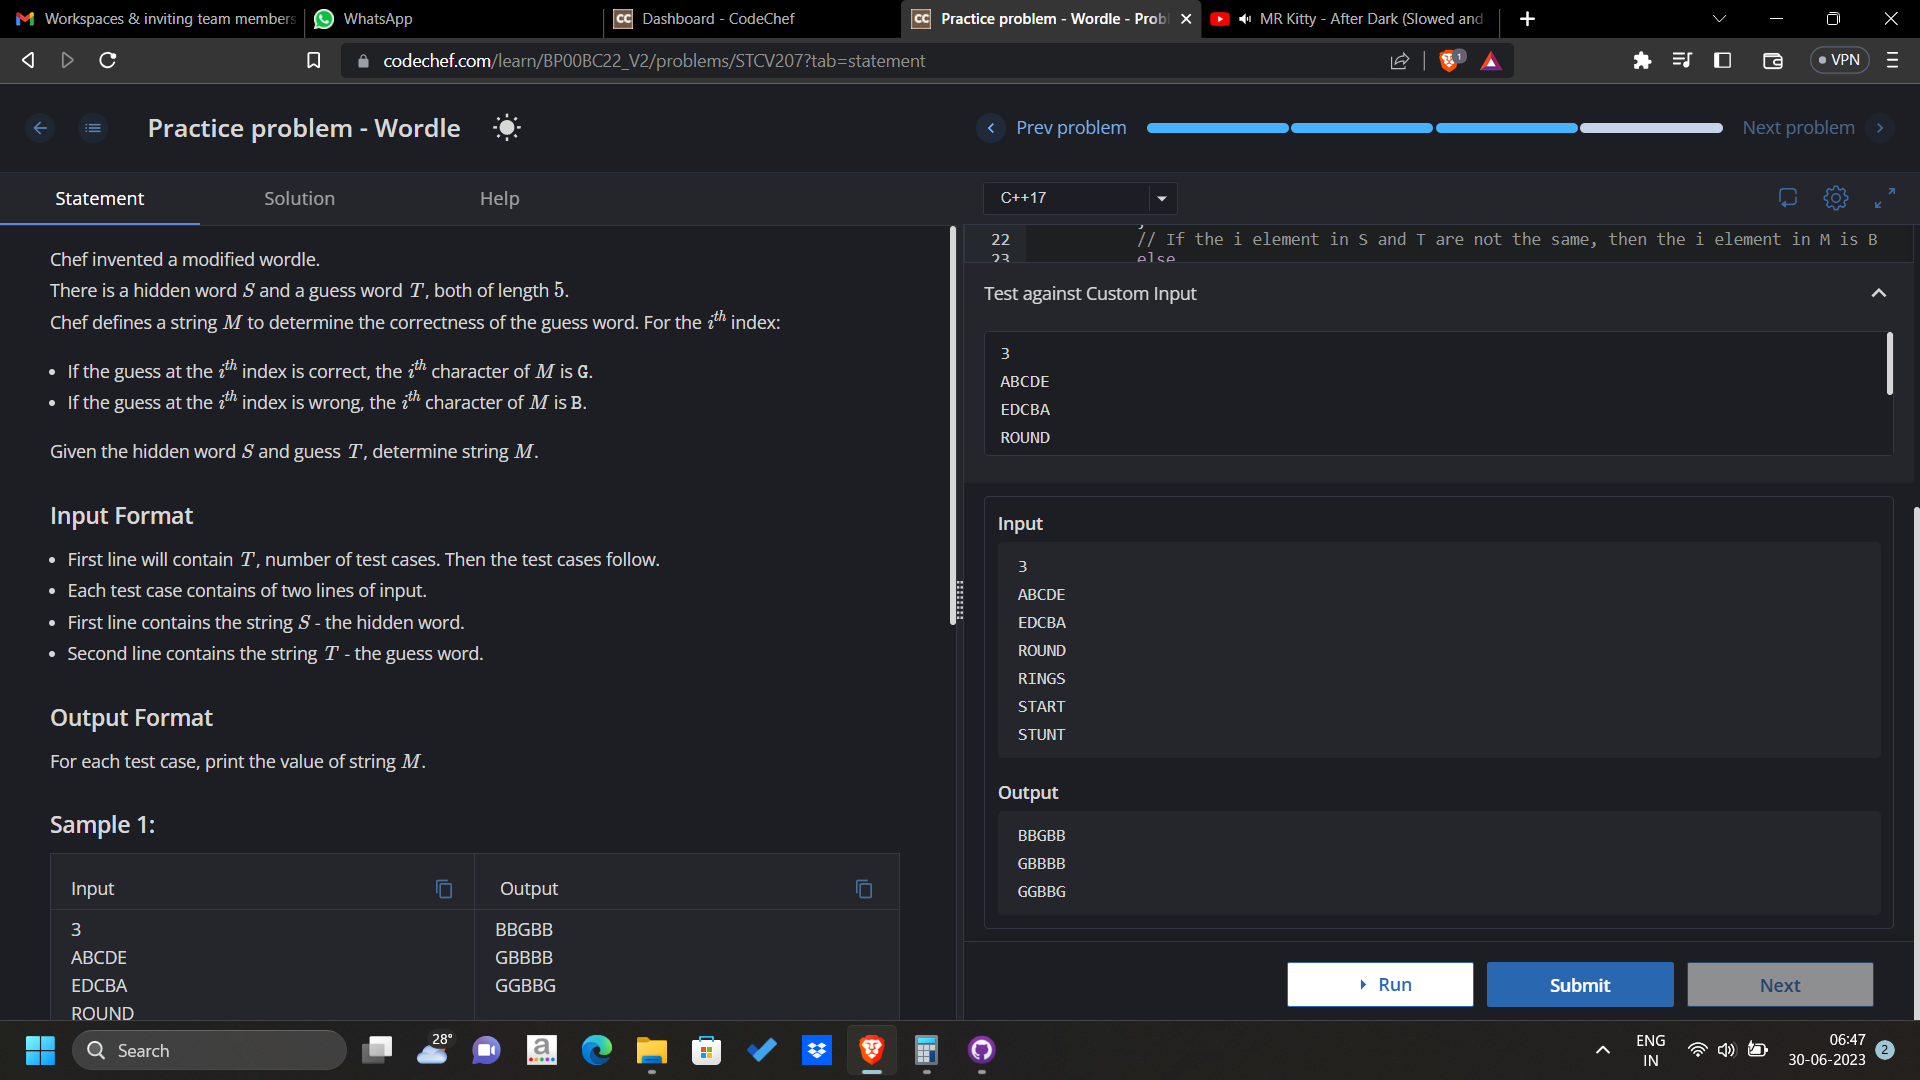 Workspaces & inviting team members
WhatsApp
CC Dashboard - CodeChef
CC Practice problem - Wordle - Probl
MR Kitty - After Dark (Slowed and
codechef.com/learn/BP00BC22_V2/problems/STCV207?tab=statement
1
VPN
Practice problem - Wordle
Prev problem
Next problem
Statement
Solution
Help
C++17
Chef invented a modified wordle.
There is a hidden word S and a guess word T, both of length 5.
Chef defines a string M to determine the correctness of the guess word. For the i^th index:
• If the guess at the i^th index is correct, the i^th character of M is G.
• If the guess at the i^th index is wrong, the i^th character of M is B.
Given the hidden word S and guess T, determine string M.
Input Format
• First line will contain T, number of test cases. Then the test cases follow.
• Each test case contains of two lines of input.
• First line contains the string S - the hidden word.
• Second line contains the string T - the guess word.
Output Format
For each test case, print the value of string M.
Sample 1:
Input
Output
3
ABCDE
EDCBA
ROUND
BBGBB
GBBBB
GGBBG
22 // If the i element in S and T are not the same, then the i element in M is B
23 else
Test against Custom Input
3
ABCDE
EDCBA
ROUND
Input
3
ABCDE
EDCBA
ROUND
RINGS
START
STUNT
Output
BBGBB
GBBBB
GGBBG
Run
Submit
Next
Search
28°
a
ENG
IN
06:47
30-06-2023
2